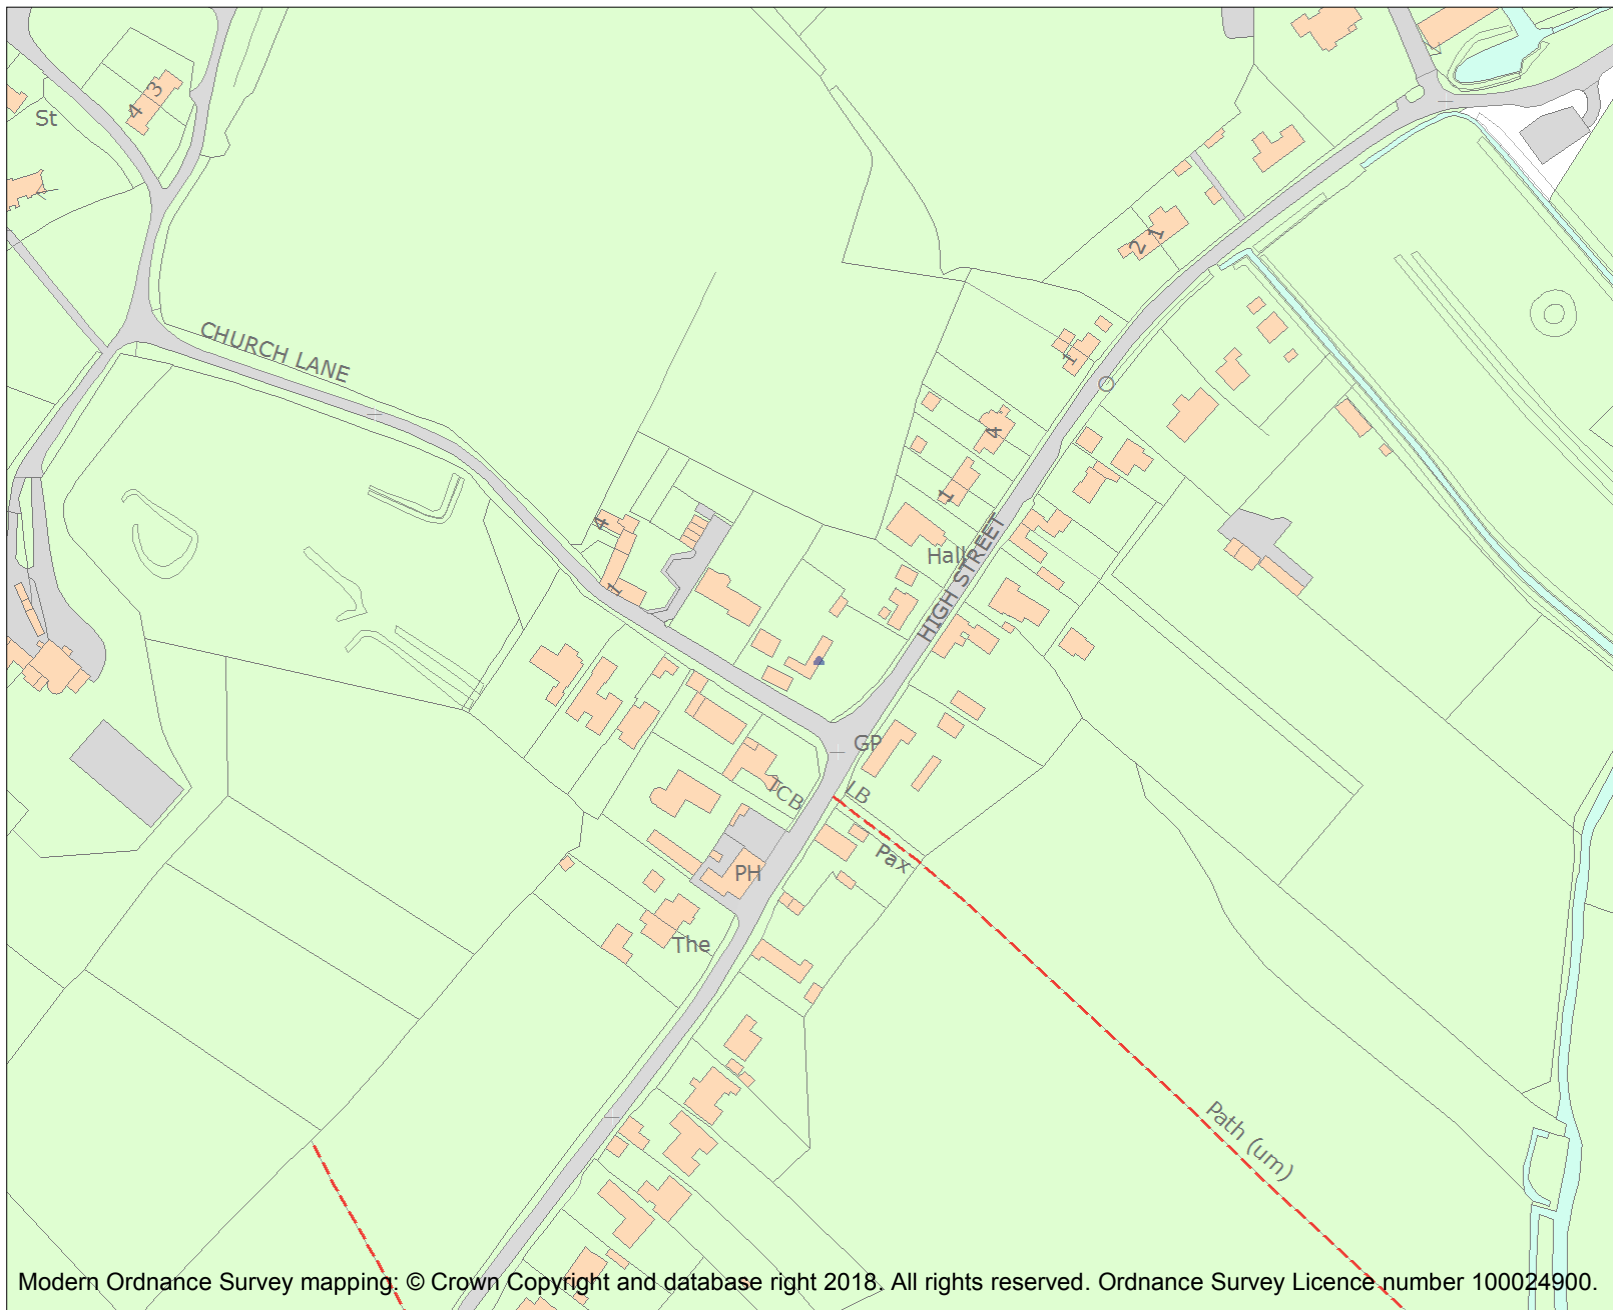 3
4
St
2
1
CHURCH LANE
1
4
1
4
Hall
HIGH STREET
1
GP
TCB
LB
Pax
PH
The
Path (um)
Modern Ordnance Survey mapping: © Crown Copyright and database right 2018. All rights reserved. Ordnance Survey Licence number 100024900.